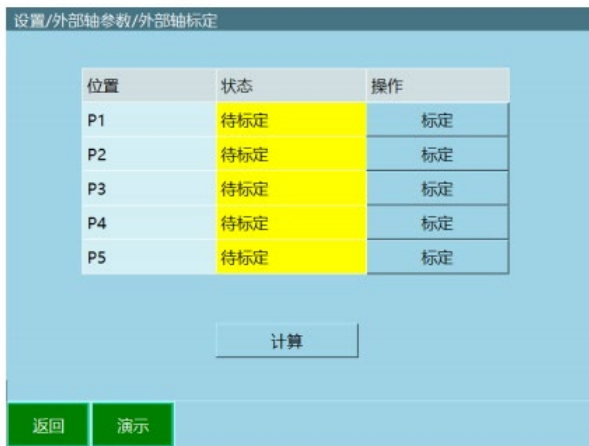 设置/外部轴参数/外部轴标定
位置 状态 操作
P1 待标定 标定
P2 待标定 标定
P3 待标定 标定
P4 待标定 标定
P5 待标定 标定
计算
返回 演示